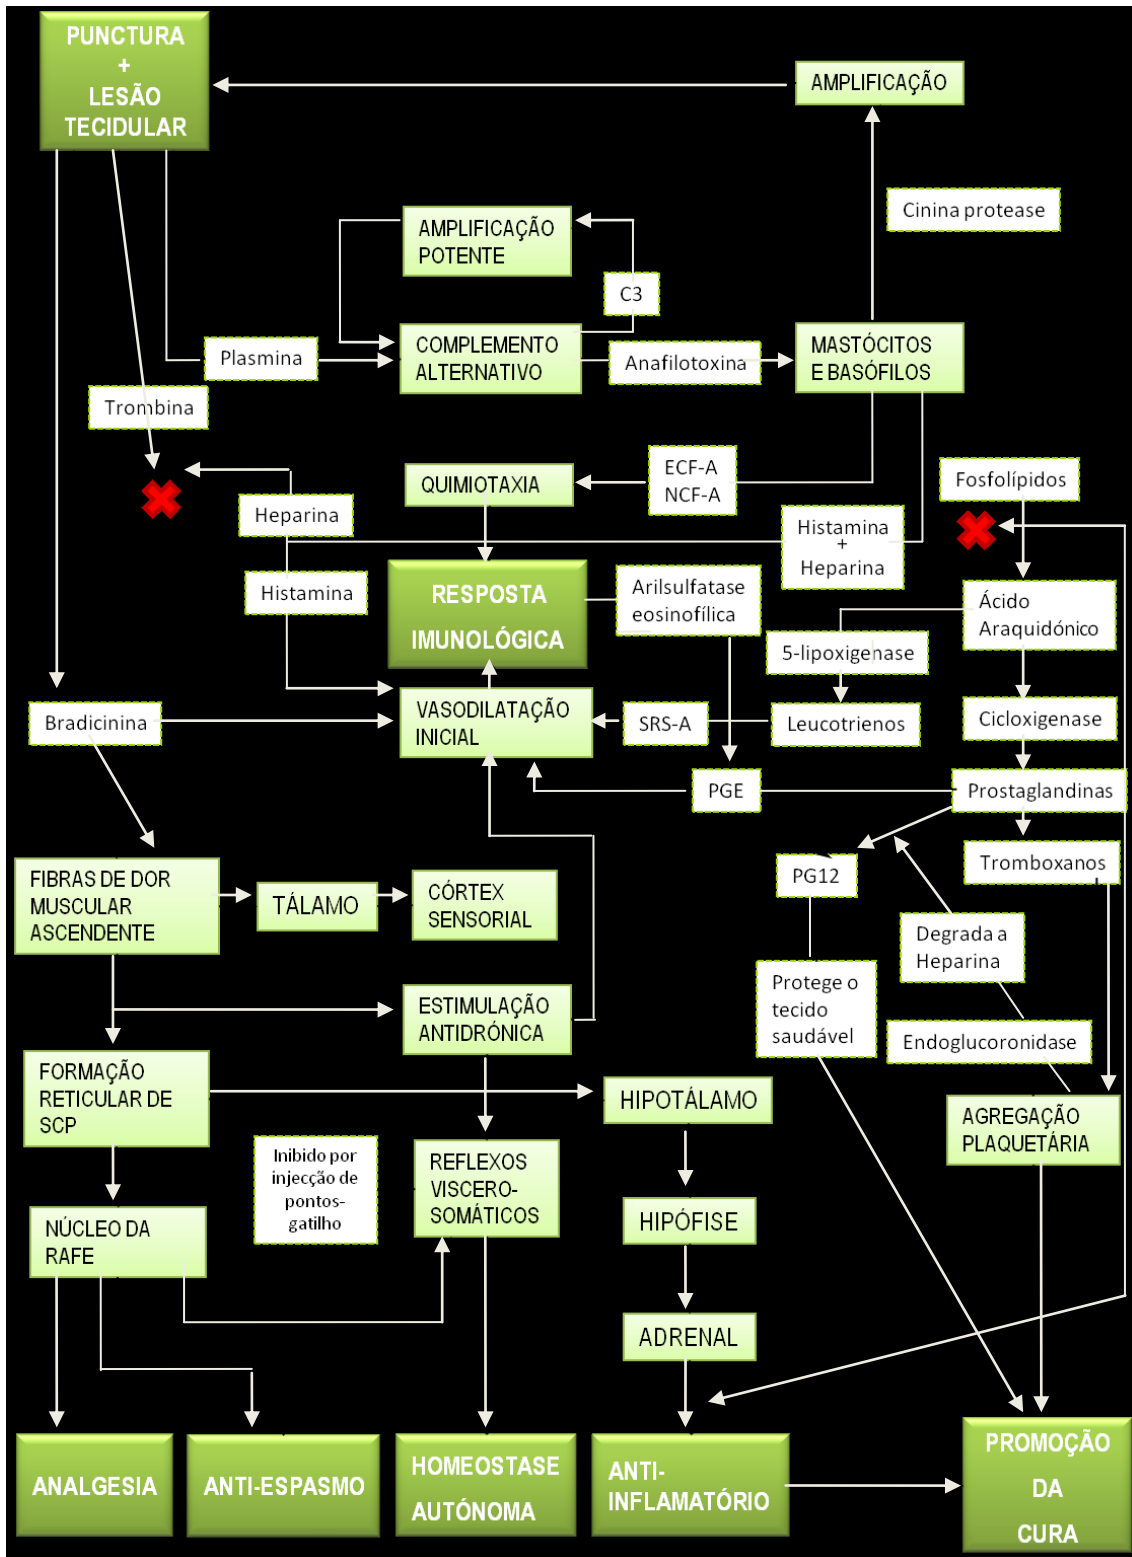 PUNCTURA
+
LESÃO
TECIDULAR
AMPLIFICAÇÃO
Cinina protease
AMPLIFICAÇÃO
POTENTE
C3
COMPLEMENTO
ALTERNATIVO
Plasmina
Anafilotoxina
MASTÓCITOS
E BASÓFILOS
Trombina
QUIMIOTAXIA
ECF-A
NCF-A
Fosfolípidos
Heparina
Histamina
+
Heparina
Histamina
RESPOSTA
IMUNOLÓGICA
Arilsulfatase
eosinofílica
Ácido
Araquidónico
5-lipoxigenase
Bradicinina
VASODILATAÇÃO
INICIAL
SRS-A
Leucotrienos
Cicloxigenase
PGE
Prostaglandinas
PG12
Tromboxanos
FIBRAS DE DOR
MUSCULAR
ASCENDENTE
TÁLAMO
CÓRTEX
SENSORIAL
Degrada a
Heparina
Protege o
tecido
saudável
ESTIMULAÇÃO
ANTIDRÓNICA
Endoglucoronidase
FORMAÇÃO
RETICULAR DE
SCP
HIPOTÁLAMO
AGREGAÇÃO
PLAQUETÁRIA
Inibido por
injecção de
pontos-
gatilho
REFLEXOS
VISCERO-
SOMÁTICOS
NÚCLEO DA
RAFE
HIPÓFISE
ADRENAL
ANALGESIA
ANTI-ESPASMO
HOMEOSTASE
AUTÓNOMA
ANTI-
INFLAMATÓRIO
PROMOÇÃO
DA
CURA